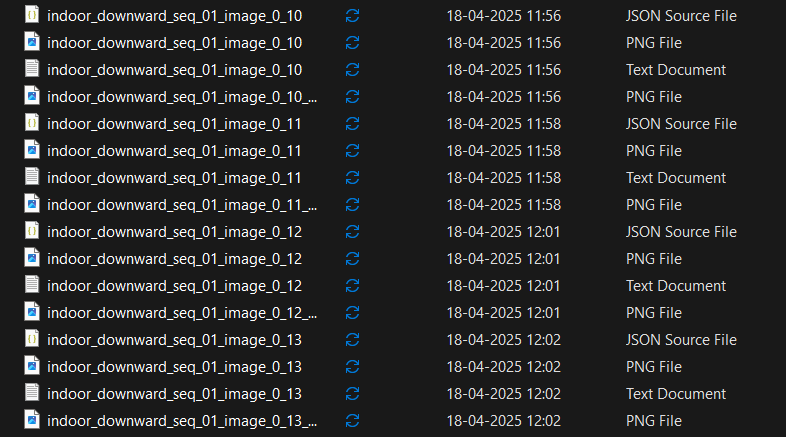 indoor_downward_seq_01_image_0_10 18-04-2025 11:56 JSON Source File
indoor_downward_seq_01_image_0_10 18-04-2025 11:56 PNG File
indoor_downward_seq_01_image_0_10 18-04-2025 11:56 Text Document
indoor_downward_seq_01_image_0_10_... 18-04-2025 11:56 PNG File
indoor_downward_seq_01_image_0_11 18-04-2025 11:58 JSON Source File
indoor_downward_seq_01_image_0_11 18-04-2025 11:58 PNG File
indoor_downward_seq_01_image_0_11 18-04-2025 11:58 Text Document
indoor_downward_seq_01_image_0_11_... 18-04-2025 11:58 PNG File
indoor_downward_seq_01_image_0_12 18-04-2025 12:01 JSON Source File
indoor_downward_seq_01_image_0_12 18-04-2025 12:01 PNG File
indoor_downward_seq_01_image_0_12 18-04-2025 12:01 Text Document
indoor_downward_seq_01_image_0_12_... 18-04-2025 12:01 PNG File
indoor_downward_seq_01_image_0_13 18-04-2025 12:02 JSON Source File
indoor_downward_seq_01_image_0_13 18-04-2025 12:02 PNG File
indoor_downward_seq_01_image_0_13 18-04-2025 12:02 Text Document
indoor_downward_seq_01_image_0_13_... 18-04-2025 12:02 PNG File